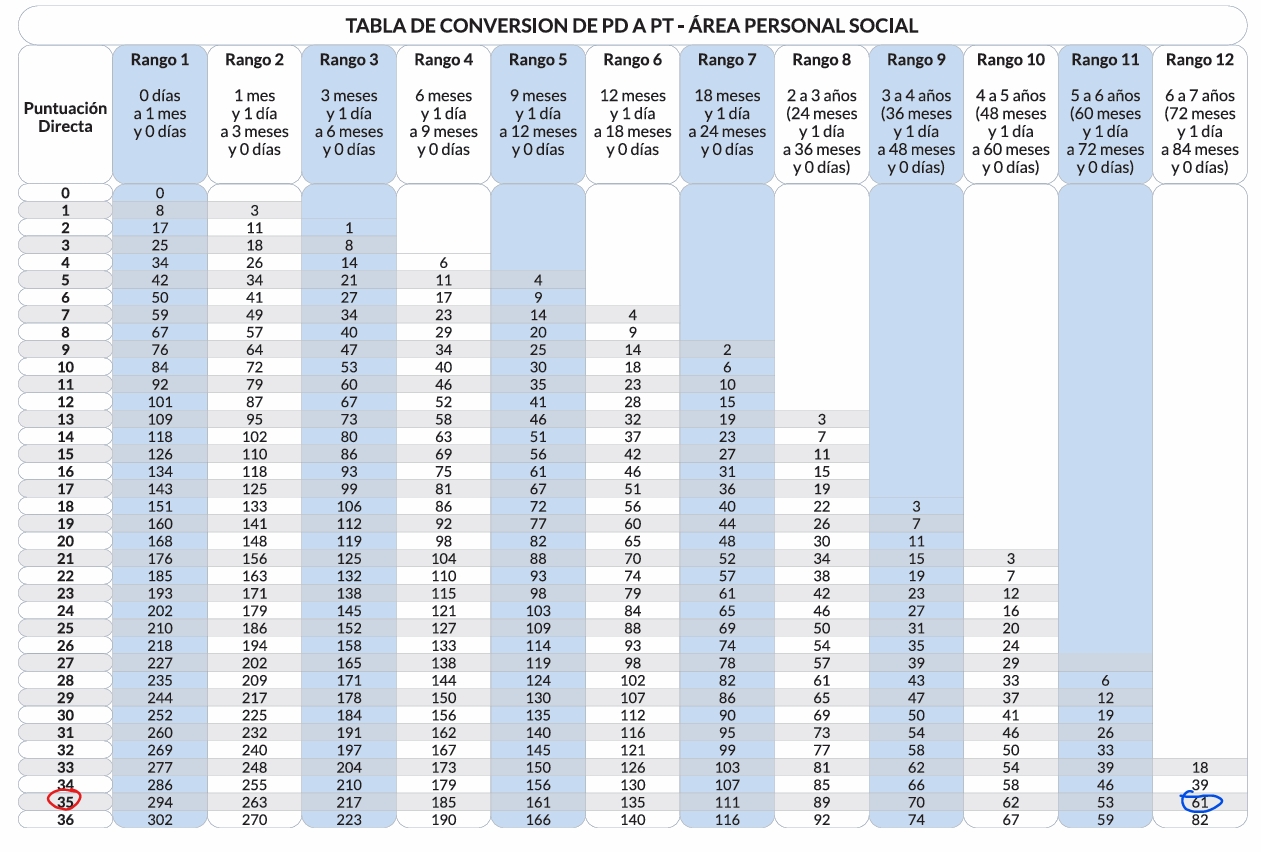 TABLA DE CONVERSION DE PD A PT - ÁREA PERSONAL SOCIAL
Puntuación Directa Rango 1 Rango 2 Rango 3 Rango 4 Rango 5 Rango 6 Rango 7 Rango 8 Rango 9 Rango 10 Rango 11 Rango 12
0 días 1 mes 3 meses 6 meses 9 meses 12 meses 18 meses 2 a 3 años 3 a 4 años 4 a 5 años 5 a 6 años 6 a 7 años
a 1 mes y 1 día y 1 día y 1 día y 1 día y 1 día y 1 día (24 meses (36 meses (48 meses (60 meses (72 meses
y 0 días a 3 meses a 6 meses a 9 meses a 12 meses a 18 meses a 24 meses y 1 día y 1 día y 1 día y 1 día y 1 día
y 0 días y 0 días y 0 días y 0 días y 0 días y 0 días a 36 meses a 48 meses a 60 meses a 72 meses a 84 meses
y 0 días) y 0 días) y 0 días) y 0 días) y 0 días)
0 0
1 8 3
2 17 11 1
3 25 18 8
4 34 26 14 6
5 42 34 21 11 4
6 50 41 27 17 9
7 59 49 34 23 14 4
8 67 57 40 29 20 9
9 76 64 47 34 25 14 2
10 84 72 53 40 30 18 6
11 92 79 60 46 35 23 10
12 101 87 67 52 41 28 15
13 109 95 73 58 46 32 19 3
14 118 102 80 63 51 37 23 7
15 126 110 86 69 56 42 27 11
16 134 118 93 75 61 46 31 15
17 143 125 99 81 67 51 36 19
18 151 133 106 86 72 56 40 22 3
19 160 141 112 92 77 60 44 26 7
20 168 148 119 98 82 65 48 30 11
21 176 156 125 104 88 70 52 34 15 3
22 185 163 132 110 93 74 57 38 19 7
23 193 171 138 115 98 79 61 42 23 12
24 202 179 145 121 103 84 65 46 27 16
25 210 186 152 127 109 88 69 50 31 20
26 218 194 158 133 114 93 74 54 35 24
27 227 202 165 138 119 98 78 57 39 29
28 235 209 171 144 124 102 82 61 43 33 6
29 244 217 178 150 130 107 86 65 47 37 12
30 252 225 184 156 135 112 90 69 50 41 19
31 260 232 191 162 140 116 95 73 54 46 26
32 269 240 197 167 145 121 99 77 58 50 33
33 277 248 204 173 150 126 103 81 62 54 39 18
34 286 255 210 179 156 130 107 85 66 58 46 39
35 294 263 217 185 161 135 111 89 70 62 53 61
36 302 270 223 190 166 140 116 92 74 67 59 82